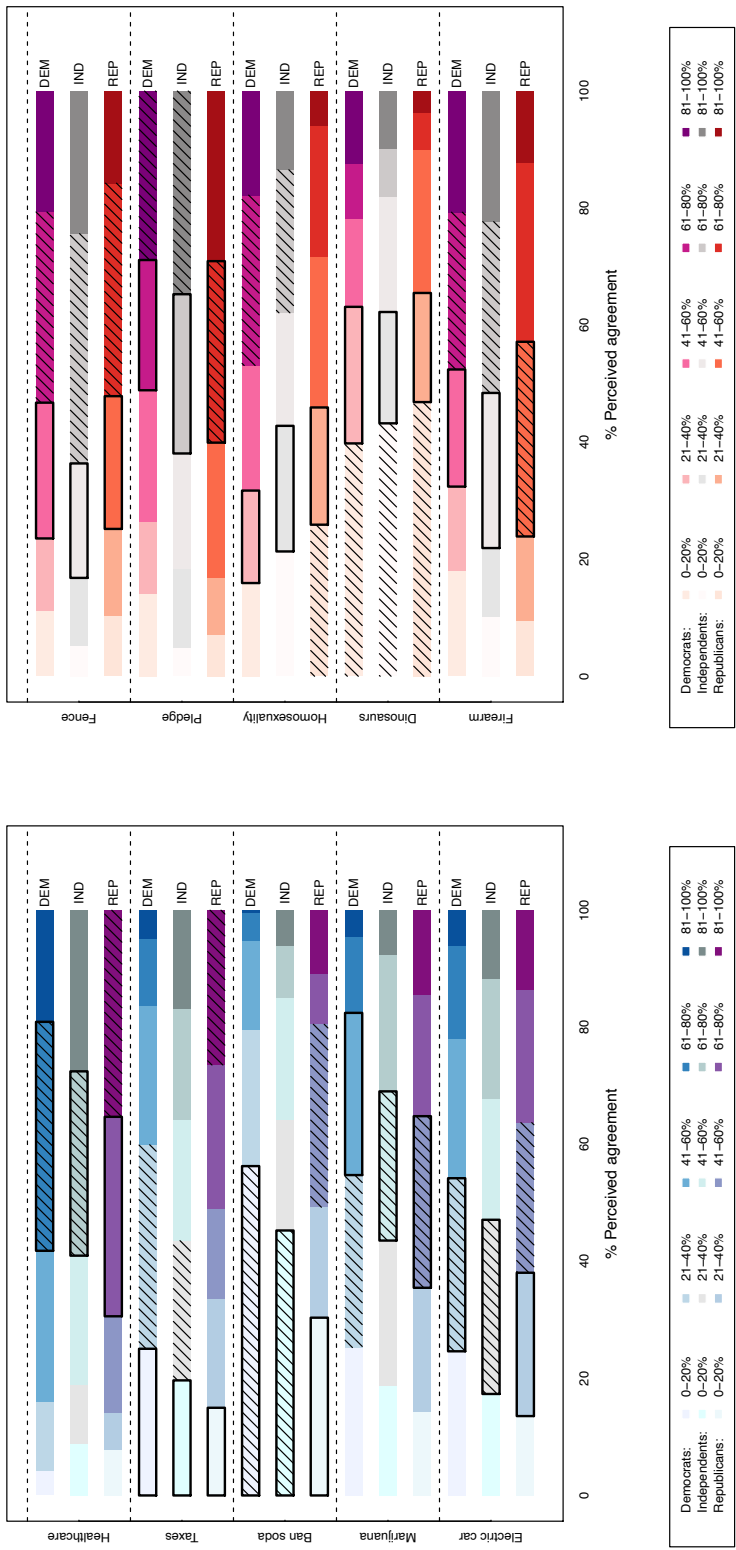 Healthcare
DEM
IND
REP
Taxes
DEM
IND
REP
Ban soda
DEM
IND
REP
Marijuana
DEM
IND
REP
Electric car
DEM
IND
REP
0 20 40 60 80 100
% Perceived agreement
Democrats: 0−20% 21−40% 41−60% 61−80% 81−100%
Independents: 0−20% 21−40% 41−60% 61−80% 81−100%
Republicans: 0−20% 21−40% 41−60% 61−80% 81−100%
Fence
DEM
IND
REP
Pledge
DEM
IND
REP
Homosexuality
DEM
IND
REP
Dinosaurs
DEM
IND
REP
Firearm
DEM
IND
REP
0 20 40 60 80 100
% Perceived agreement
Democrats: 0−20% 21−40% 41−60% 61−80% 81−100%
Independents: 0−20% 21−40% 41−60% 61−80% 81−100%
Republicans: 0−20% 21−40% 41−60% 61−80% 81−100%